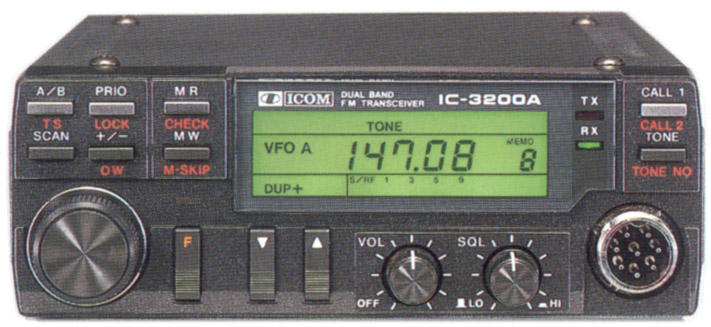 A/B PRIO MR
TS LOCK CHECK
SCAN +/− MW
OW M-SKIP
ICOM DUAL BAND
FM TRANSCEIVER IC-3200A
TONE
VFO A 147.08 MEMO
8
DUP+ S/RF 1 3 5 9
TX
RX
CALL 1
CALL 2
TONE
TONE NO
F ▼ ▲
VOL SQL
OFF LO HI